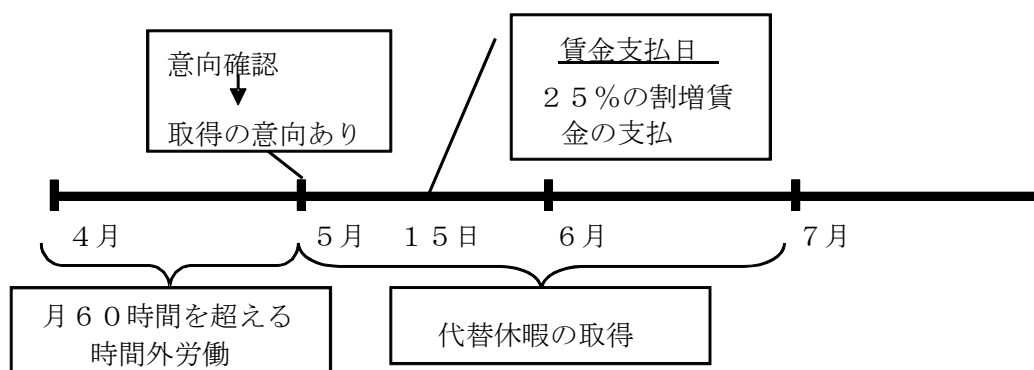 意向確認
取得の意向あり
賃金支払日
２５％の割増賃
金の支払
４月
５月
１５日
６月
７月
月６０時間を超える
時間外労働
代替休暇の取得